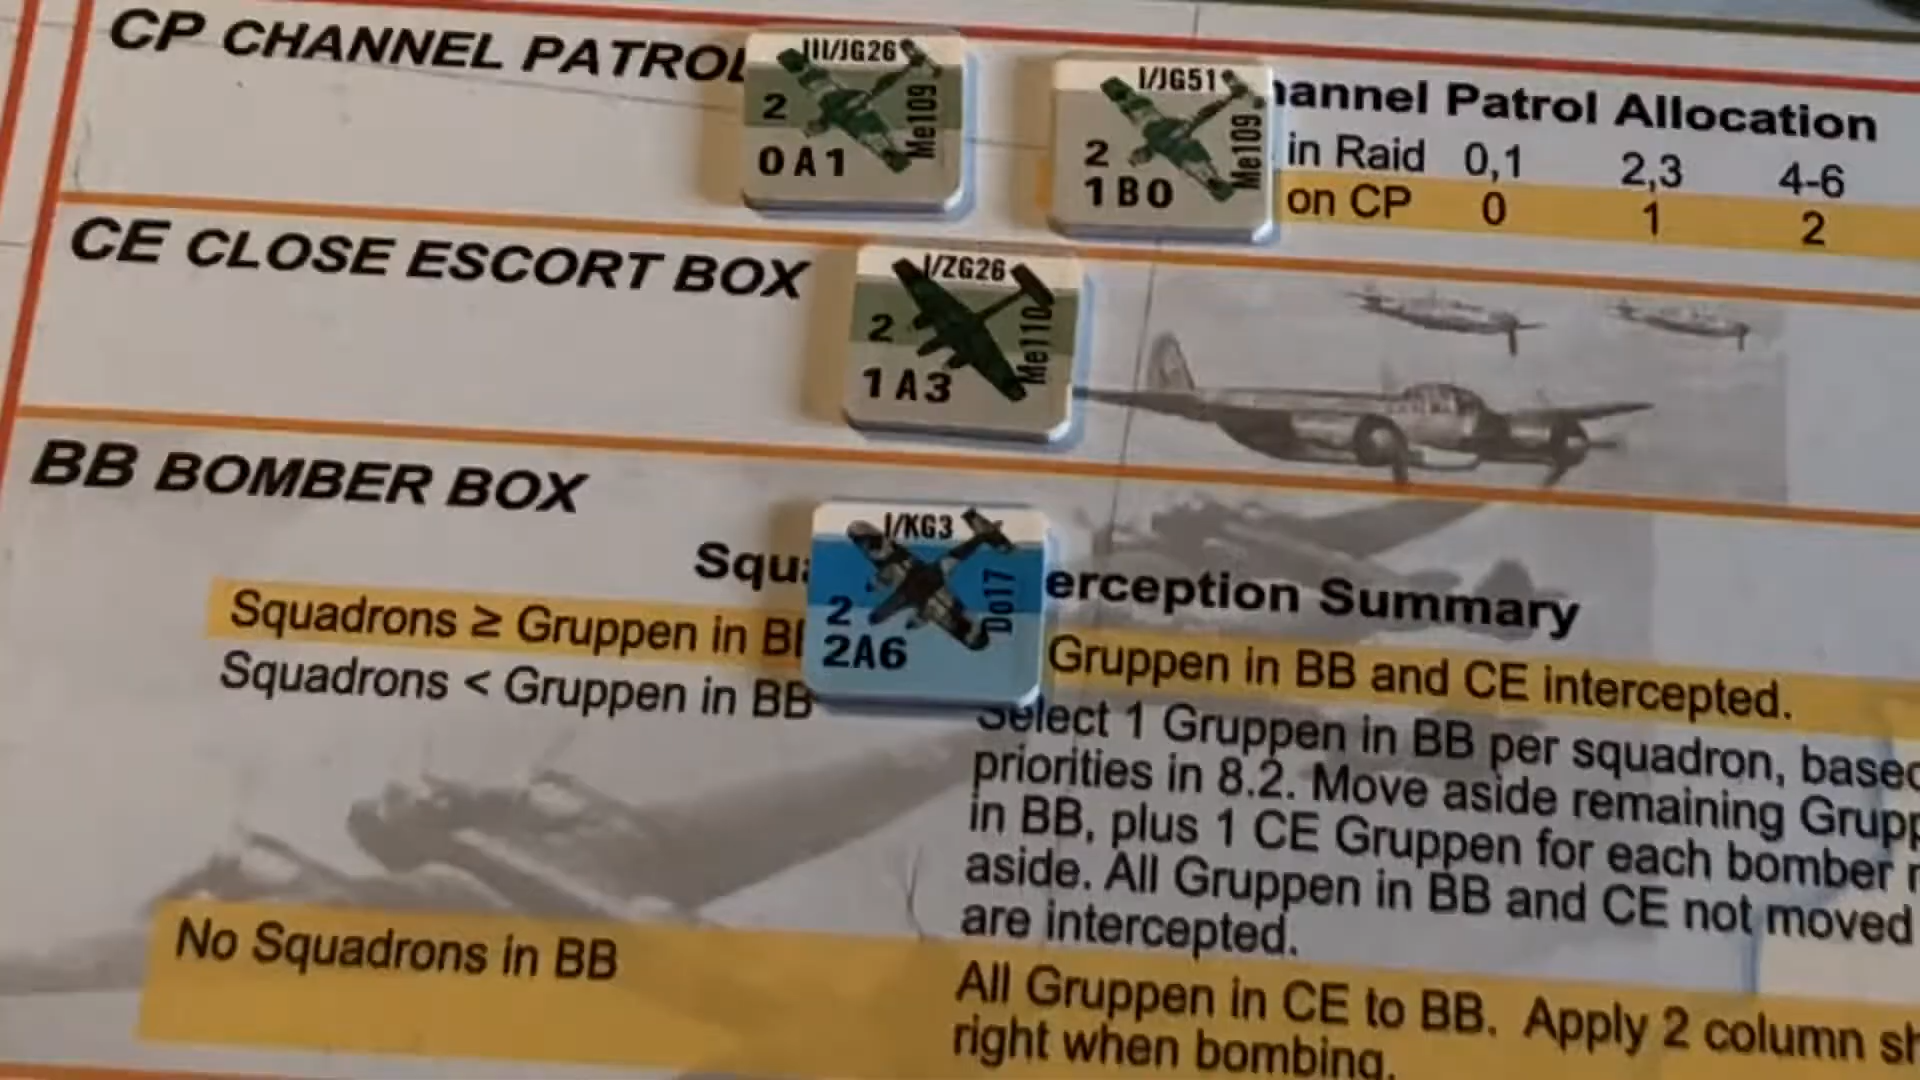 CP CHANNEL PATROL
III/JG26
2
Me109
0A1
I/JG51
2
Me109
1B0
Channel Patrol Allocation
in Raid 0,1 2,3 4-6
on CP 0 1 2
CE CLOSE ESCORT BOX
I/ZG26
2
Me110
1A3
BB BOMBER BOX
I/KG3
2
Do17
2A6
erception Summary
Squadrons ≥ Gruppen in
Gruppen in BB and CE intercepted.
Squadrons < Gruppen in BB
Select 1 Gruppen in BB per squadron,
priorities in 8.2. Move aside remaining
in BB, plus 1 CE Gruppen for each bomber
aside. All Gruppen in BB and CE not moved
are intercepted.
No Squadrons in BB
All Gruppen in CE to BB. Apply 2 column
right when bombing.